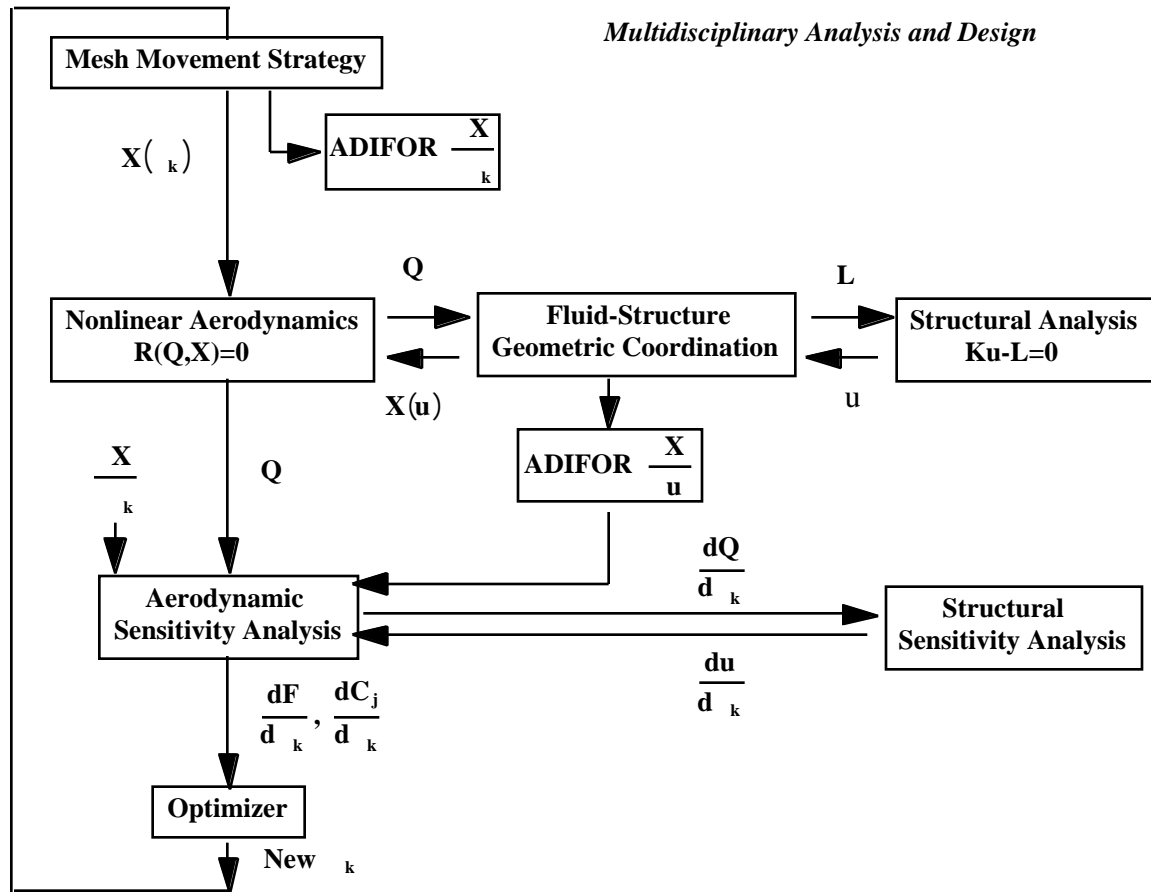 Multidisciplinary Analysis and Design
Mesh Movement Strategy
X( k)
ADIFOR X
k
Q
L
Nonlinear Aerodynamics
R(Q,X)=0
Fluid-Structure
Geometric Coordination
Structural Analysis
Ku-L=0
X(u)
u
X
k
Q
ADIFOR X
u
dQ
d k
Aerodynamic
Sensitivity Analysis
Structural
Sensitivity Analysis
du
d k
dF , dCj
d k d k
Optimizer
New k